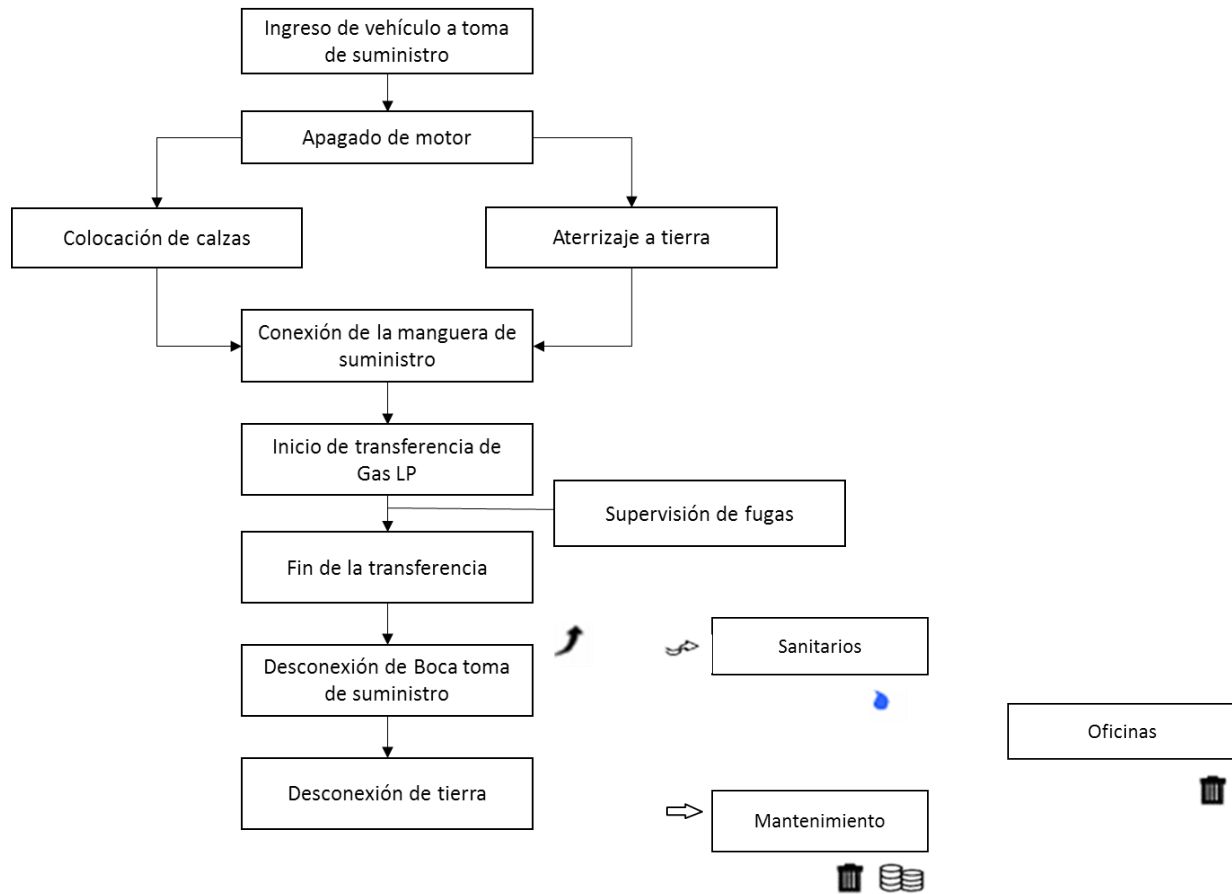 Ingreso de vehículo a toma
de suministro
Apagado de motor
Colocación de calzas
Aterrizaje a tierra
Conexión de la manguera de
suministro
Inicio de transferencia de
Gas LP
Supervisión de fugas
Fin de la transferencia
Desconexión de Boca toma
de suministro
Sanitarios
Oficinas
Desconexión de tierra
Mantenimiento